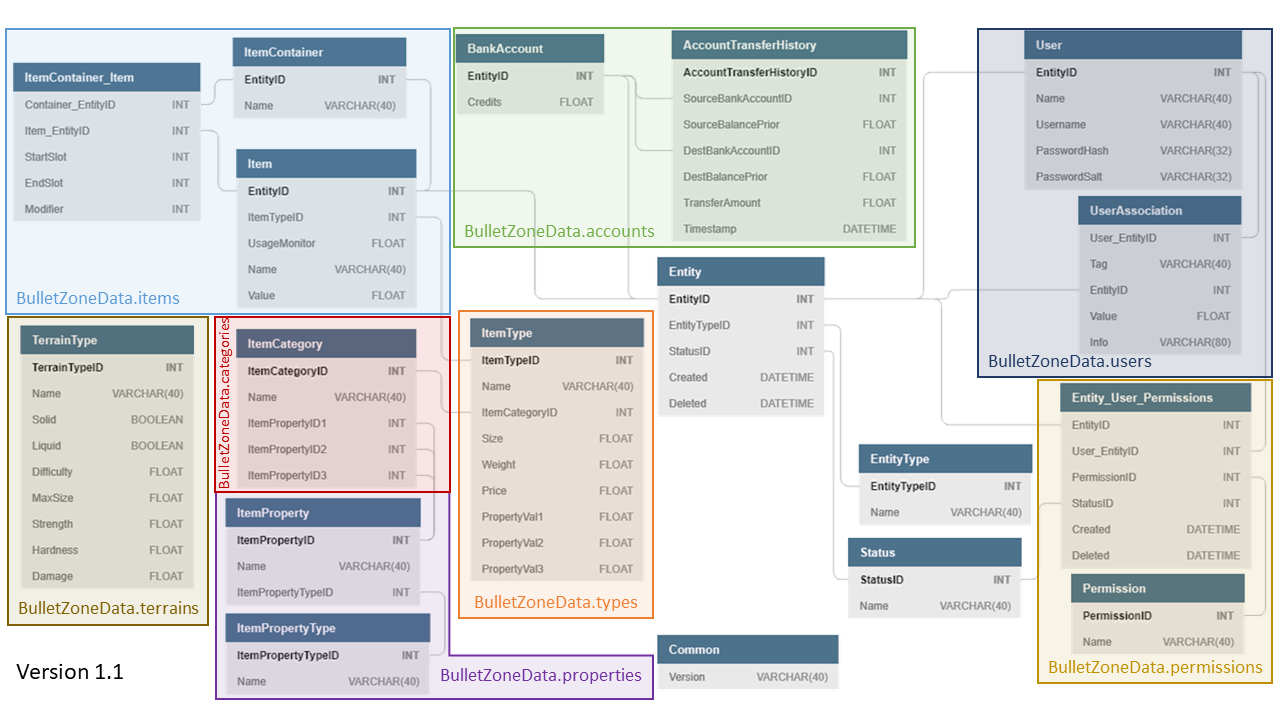 ItemContainer_Item
Container_EntityID INT
Item_EntityID INT
StartSlot INT
EndSlot INT
Modifier INT
ItemContainer
EntityID INT
Name VARCHAR(40)
Item
EntityID INT
ItemTypeID INT
UsageMonitor FLOAT
Name VARCHAR(40)
Value FLOAT
BulletZoneData.items
BankAccount
EntityID INT
Credits FLOAT
AccountTransferHistory
AccountTransferHistoryID INT
SourceBankAccountID INT
SourceBalancePrior FLOAT
DestBankAccountID INT
DestBalancePrior FLOAT
TransferAmount FLOAT
Timestamp DATETIME
BulletZoneData.accounts
User
EntityID INT
Name VARCHAR(40)
Username VARCHAR(40)
PasswordHash VARCHAR(32)
PasswordSalt VARCHAR(32)
UserAssociation
User_EntityID INT
Tag VARCHAR(40)
EntityID INT
Value FLOAT
Info VARCHAR(80)
BulletZoneData.users
TerrainType
TerrainTypeID INT
Name VARCHAR(40)
Solid BOOLEAN
Liquid BOOLEAN
Difficulty FLOAT
MaxSize FLOAT
Strength FLOAT
Hardness FLOAT
Damage FLOAT
BulletZoneData.terrains
BulletZoneData.categories
ItemCategory
ItemCategoryID INT
Name VARCHAR(40)
ItemPropertyID1 INT
ItemPropertyID2 INT
ItemPropertyID3 INT
ItemProperty
ItemPropertyID INT
Name VARCHAR(40)
ItemPropertyTypeID INT
ItemPropertyType
ItemPropertyTypeID INT
Name VARCHAR(40)
BulletZoneData.properties
ItemType
ItemTypeID INT
Name VARCHAR(40)
ItemCategoryID INT
Size FLOAT
Weight FLOAT
Price FLOAT
PropertyVal1 FLOAT
PropertyVal2 FLOAT
PropertyVal3 FLOAT
BulletZoneData.types
Entity
EntityID INT
EntityTypeID INT
StatusID INT
Created DATETIME
Deleted DATETIME
EntityType
EntityTypeID INT
Name VARCHAR(40)
Status
StatusID INT
Name VARCHAR(40)
Common
Version VARCHAR(40)
Entity_User_Permissions
EntityID INT
User_EntityID INT
PermissionID INT
StatusID INT
Created DATETIME
Deleted DATETIME
Permission
PermissionID INT
Name VARCHAR(40)
BulletZoneData.permissions
Version 1.1